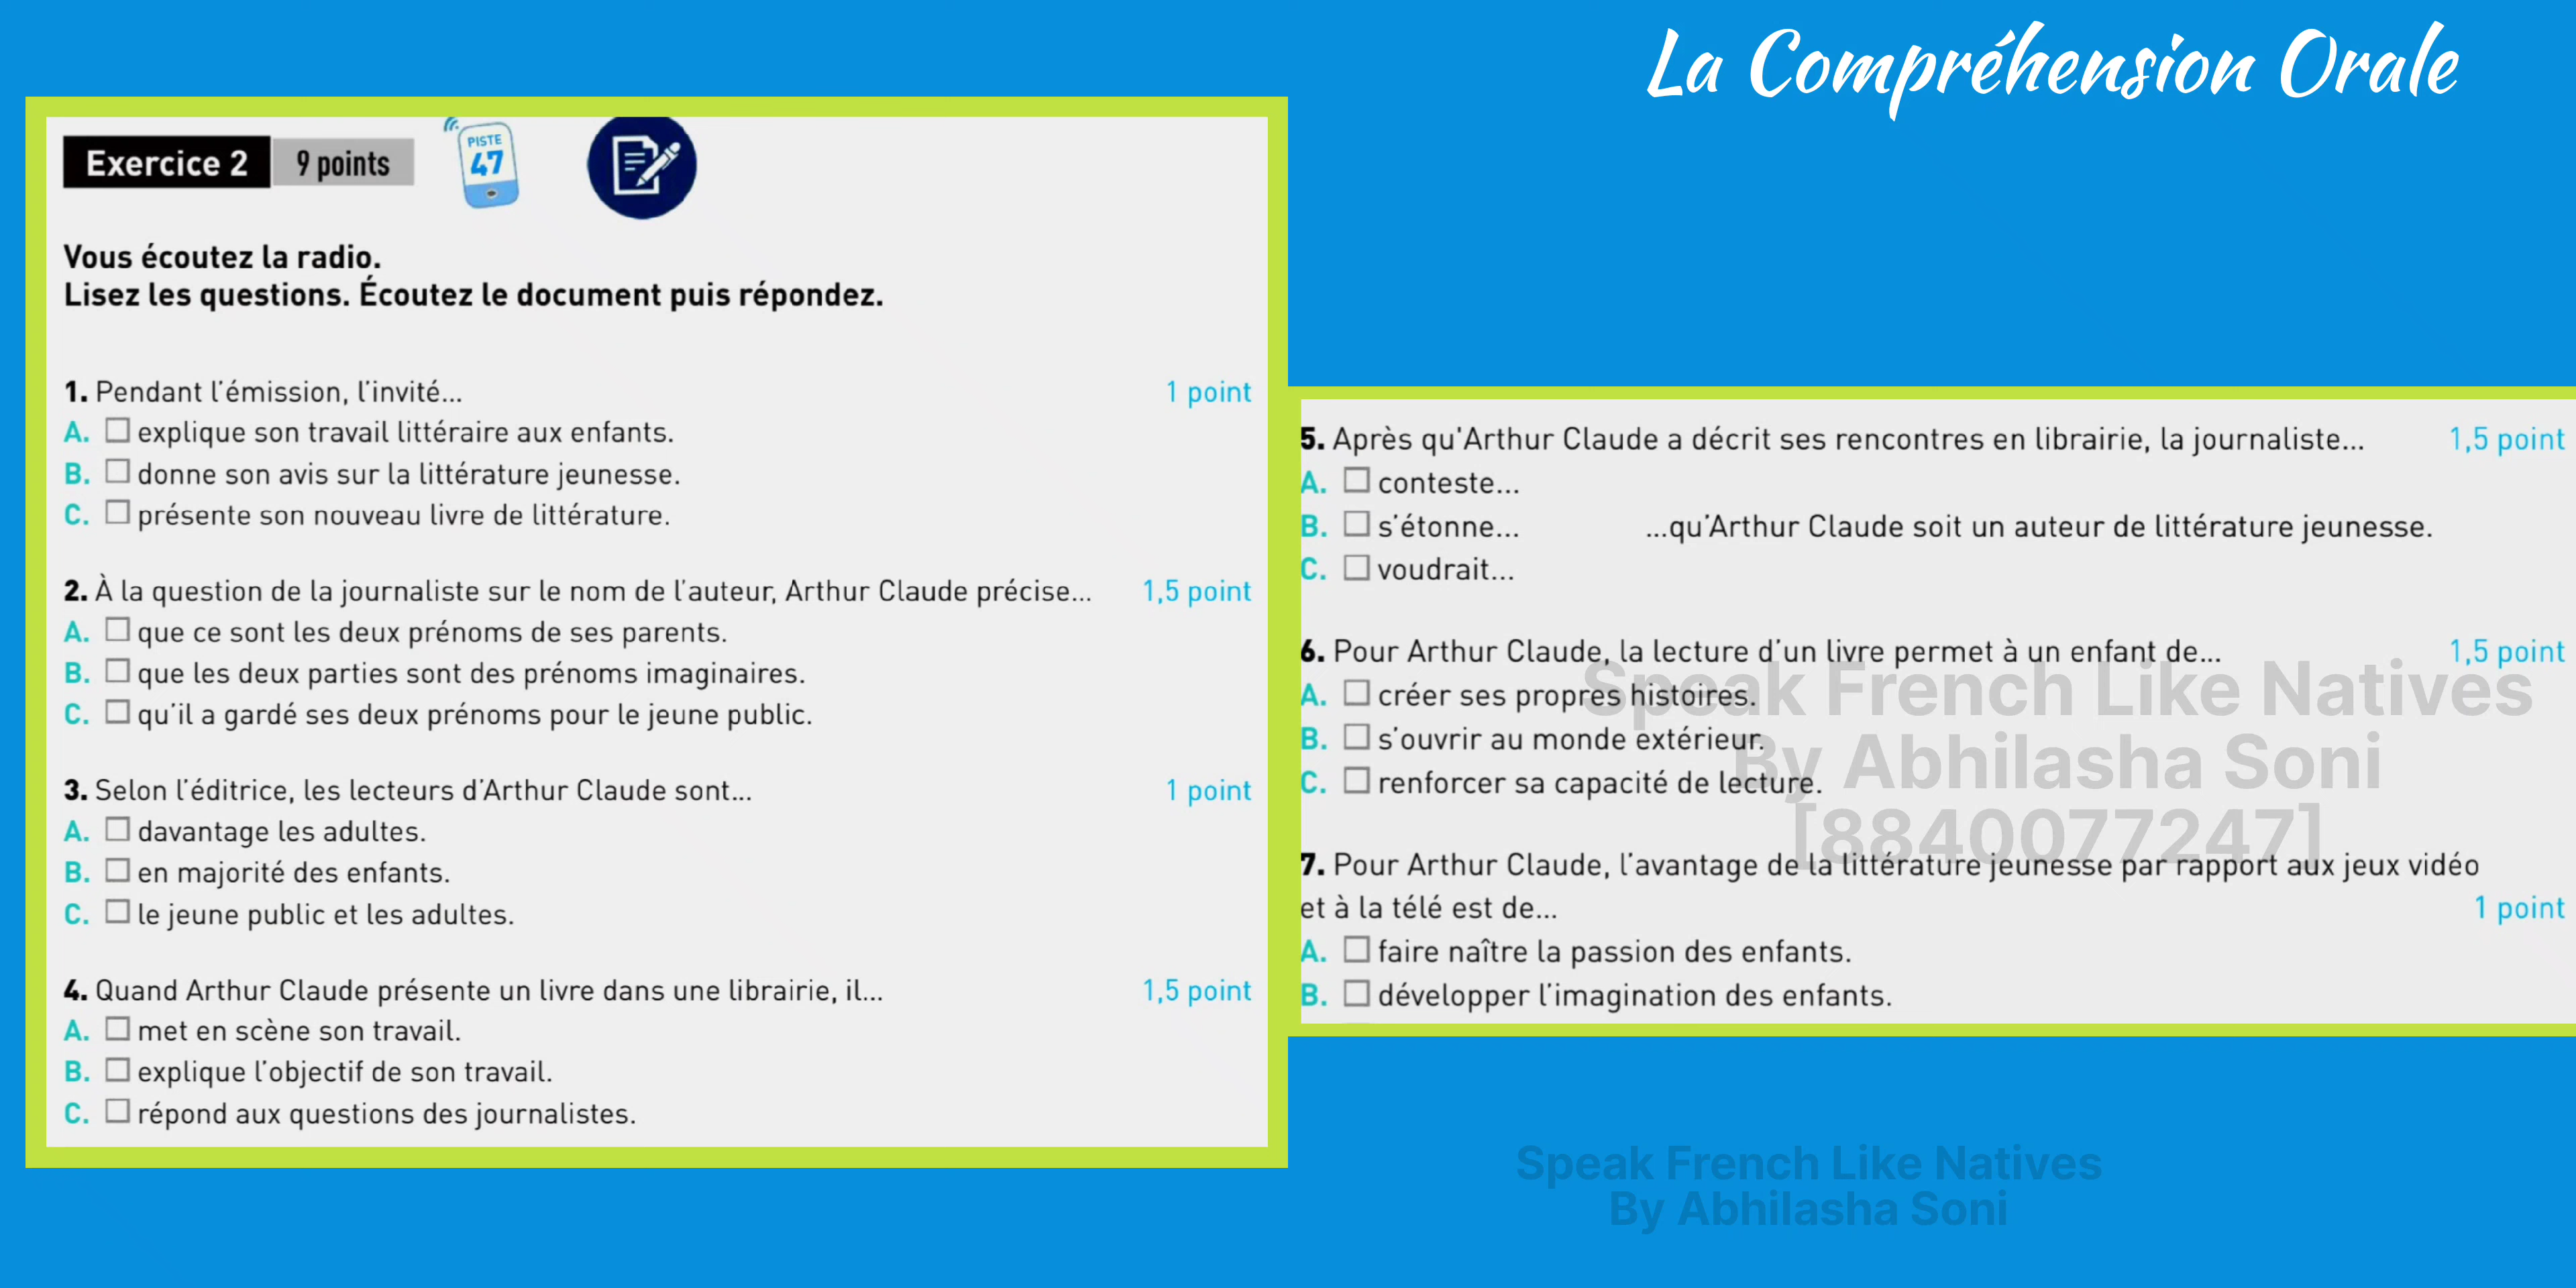 La Compréhension Orale
Exercice 2 9 points PISTE 47
Vous écoutez la radio.
Lisez les questions. Écoutez le document puis répondez.
1. Pendant l'émission, l'invité... 1 point
A. explique son travail littéraire aux enfants.
B. donne son avis sur la littérature jeunesse.
C. présente son nouveau livre de littérature.
2. À la question de la journaliste sur le nom de l'auteur, Arthur Claude précise... 1,5 point
A. que ce sont les deux prénoms de ses parents.
B. que les deux parties sont des prénoms imaginaires.
C. qu'il a gardé ses deux prénoms pour le jeune public.
3. Selon l'éditrice, les lecteurs d'Arthur Claude sont... 1 point
A. davantage les adultes.
B. en majorité des enfants.
C. le jeune public et les adultes.
4. Quand Arthur Claude présente un livre dans une librairie, il... 1,5 point
A. met en scène son travail.
B. explique l'objectif de son travail.
C. répond aux questions des journalistes.
5. Après qu'Arthur Claude a décrit ses rencontres en librairie, la journaliste... 1,5 point
A. conteste...
B. s'étonne... ...qu'Arthur Claude soit un auteur de littérature jeunesse.
C. voudrait...
6. Pour Arthur Claude, la lecture d'un livre permet à un enfant de... 1,5 point
A. créer ses propres histoires.
B. s'ouvrir au monde extérieur.
C. renforcer sa capacité de lecture.
7. Pour Arthur Claude, l'avantage de la littérature jeunesse par rapport aux jeux vidéo
et à la télé est de... 1 point
A. faire naître la passion des enfants.
B. développer l'imagination des enfants.
Speak French Like Natives
By Abhilasha Soni
[8840077247]
Speak French Like Natives
By Abhilasha Soni